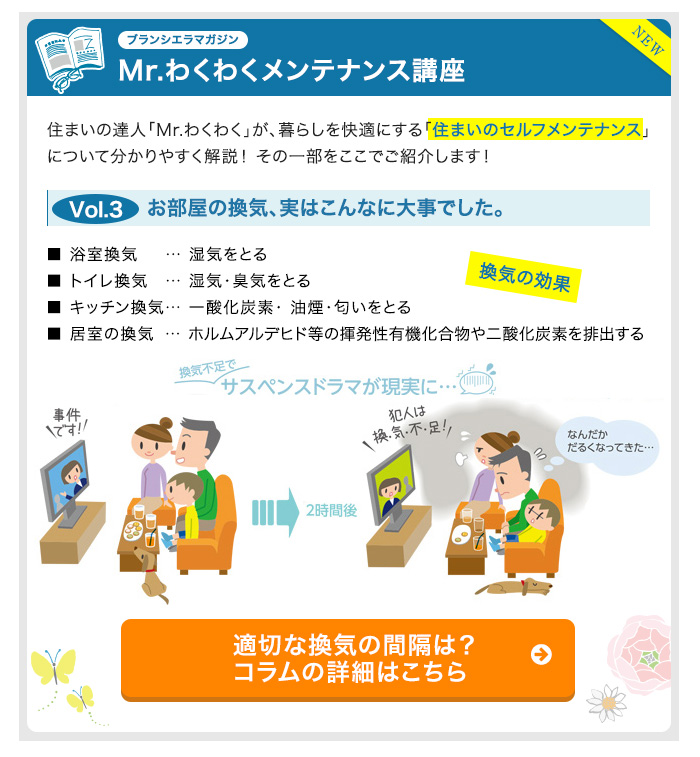 ブランシエラマガジン
Mr.わくわくメンテナンス講座
NEW
住まいの達人「Mr.わくわく」が、暮らしを快適にする「住まいのセルフメンテナンス」
について分かりやすく解説! その一部をここでご紹介します!
Vol.3 お部屋の換気、実はこんなに大事でした。
■ 浴室換気 … 湿気をとる
■ トイレ換気 … 湿気・臭気をとる
■ キッチン換気… 一酸化炭素・ 油煙・匂いをとる
■ 居室の換気 … ホルムアルデヒド等の揮発性有機化合物や二酸化炭素を排出する
換気の効果
換気不足で
サスペンスドラマが現実に…
事件
です!!
2時間後
犯人は
換・気・不・足!
なんだか
だるくなってきた…
適切な換気の間隔は?
コラムの詳細はこちら